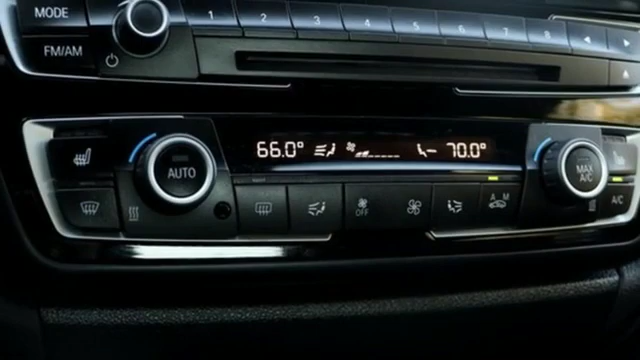 MODE 1 2 3 4 5 6 7 8
FM/AM
66.0° 70.0°
AUTO MAX A/C
OFF A M A/C